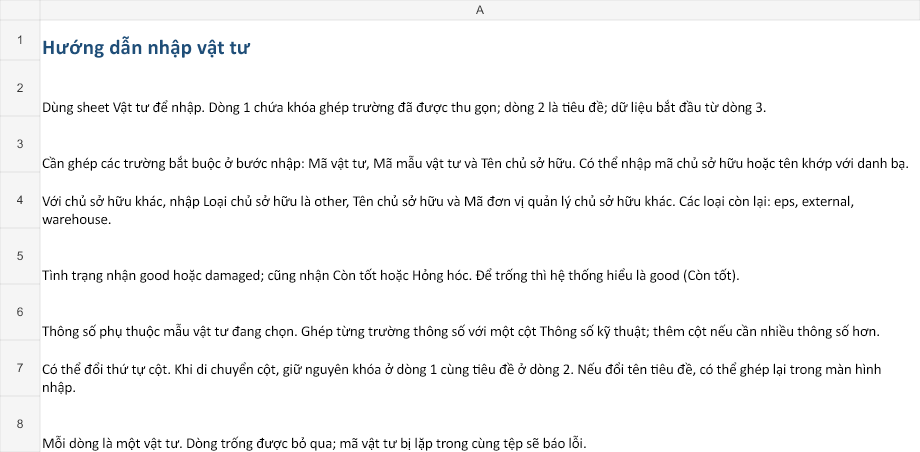 A
1
Hướng dẫn nhập vật tư
2
Dùng sheet Vật tư để nhập. Dòng 1 chứa khóa ghép trường đã được thu gọn; dòng 2 là tiêu đề; dữ liệu bắt đầu từ dòng 3.
3
Cần ghép các trường bắt buộc ở bước nhập: Mã vật tư, Mã mẫu vật tư và Tên chủ sở hữu. Có thể nhập mã chủ sở hữu hoặc tên khớp với danh bạ.
4
Với chủ sở hữu khác, nhập Loại chủ sở hữu là other, Tên chủ sở hữu và Mã đơn vị quản lý chủ sở hữu khác. Các loại còn lại: eps, external,
warehouse.
5
Tình trạng nhận good hoặc damaged; cũng nhận Còn tốt hoặc Hỏng hóc. Để trống thì hệ thống hiểu là good (Còn tốt).
6
Thông số phụ thuộc mẫu vật tư đang chọn. Ghép từng trường thông số với một cột Thông số kỹ thuật; thêm cột nếu cần nhiều thông số hơn.
7
Có thể đổi thứ tự cột. Khi di chuyển cột, giữ nguyên khóa ở dòng 1 cùng tiêu đề ở dòng 2. Nếu đổi tên tiêu đề, có thể ghép lại trong màn hình
nhập.
8
Mỗi dòng là một vật tư. Dòng trống được bỏ qua; mã vật tư bị lặp trong cùng tệp sẽ báo lỗi.